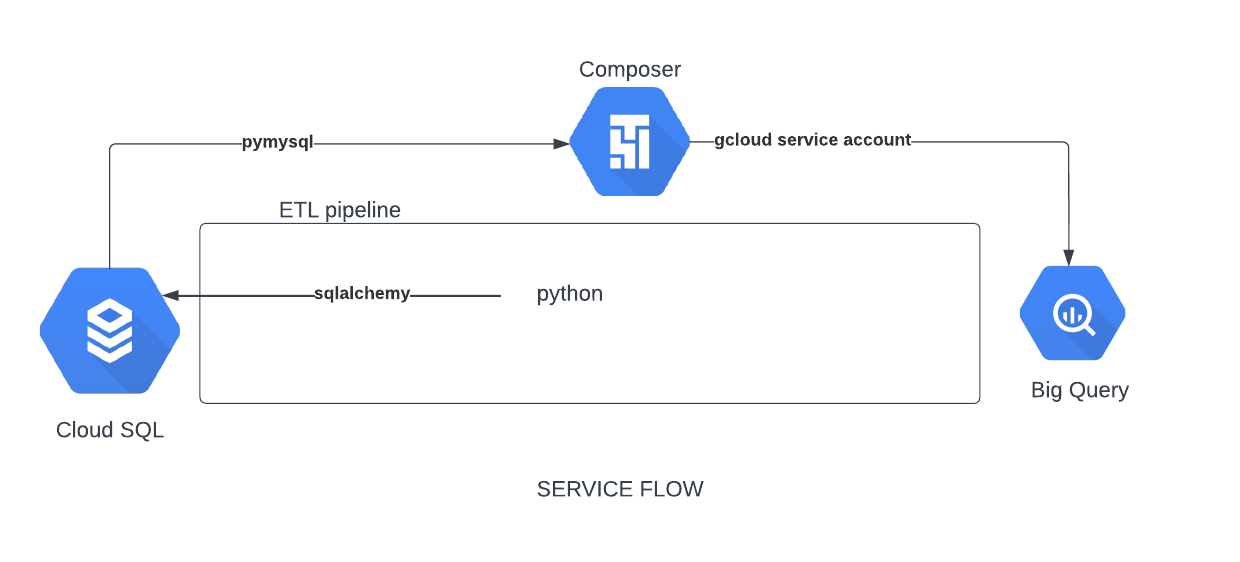 Composer
pymysql
gcloud service account
ETL pipeline
sqlalchemy
python
Big Query
Cloud SQL
SERVICE FLOW